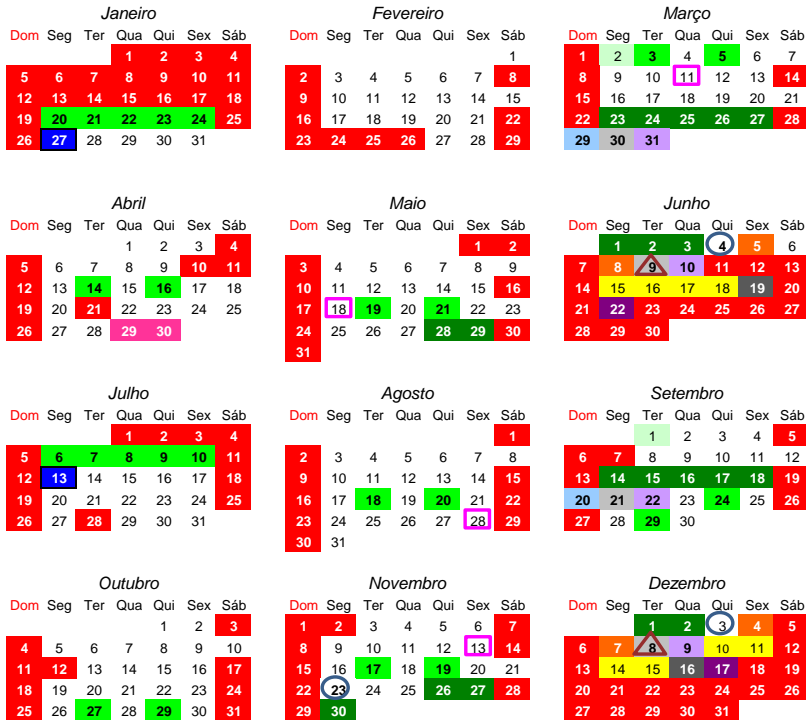 Janeiro Fevereiro Março
Dom Seg Ter Qua Qui Sex Sáb Dom Seg Ter Qua Qui Sex Sáb Dom Seg Ter Qua Qui Sex Sáb
1 2 3 4 1 1 2 3 4 5 6 7
5 6 7 8 9 10 11 2 3 4 5 6 7 8 8 9 10 11 12 13 14
12 13 14 15 16 17 18 9 10 11 12 13 14 15 15 16 17 18 19 20 21
19 20 21 22 23 24 25 16 17 18 19 20 21 22 22 23 24 25 26 27 28
26 27 28 29 30 31 23 24 25 26 27 28 29 29 30 31
Abril Maio Junho
Dom Seg Ter Qua Qui Sex Sáb Dom Seg Ter Qua Qui Sex Sáb Dom Seg Ter Qua Qui Sex Sáb
1 2 3 4 1 2 1 2 3 4 5 6
5 6 7 8 9 10 11 3 4 5 6 7 8 9 7 8 9 10 11 12 13
12 13 14 15 16 17 18 10 11 12 13 14 15 16 14 15 16 17 18 19 20
19 20 21 22 23 24 25 17 18 19 20 21 22 23 21 22 23 24 25 26 27
26 27 28 29 30 24 25 26 27 28 29 30 28 29 30
31
Julho Agosto Setembro
Dom Seg Ter Qua Qui Sex Sáb Dom Seg Ter Qua Qui Sex Sáb Dom Seg Ter Qua Qui Sex Sáb
1 2 3 4 1 1 2 3 4 5
5 6 7 8 9 10 11 2 3 4 5 6 7 8 6 7 8 9 10 11 12
12 13 14 15 16 17 18 9 10 11 12 13 14 15 13 14 15 16 17 18 19
19 20 21 22 23 24 25 16 17 18 19 20 21 22 20 21 22 23 24 25 26
26 27 28 29 30 31 23 24 25 26 27 28 29 27 28 29 30
30 31
Outubro Novembro Dezembro
Dom Seg Ter Qua Qui Sex Sáb Dom Seg Ter Qua Qui Sex Sáb Dom Seg Ter Qua Qui Sex Sáb
1 2 3 1 2 3 4 5 6 7 1 2 3 4 5
4 5 6 7 8 9 10 8 9 10 11 12 13 14 6 7 8 9 10 11 12
11 12 13 14 15 16 17 15 16 17 18 19 20 21 13 14 15 16 17 18 19
18 19 20 21 22 23 24 22 23 24 25 26 27 28 20 21 22 23 24 25 26
25 26 27 28 29 30 31 29 30 27 28 29 30 31